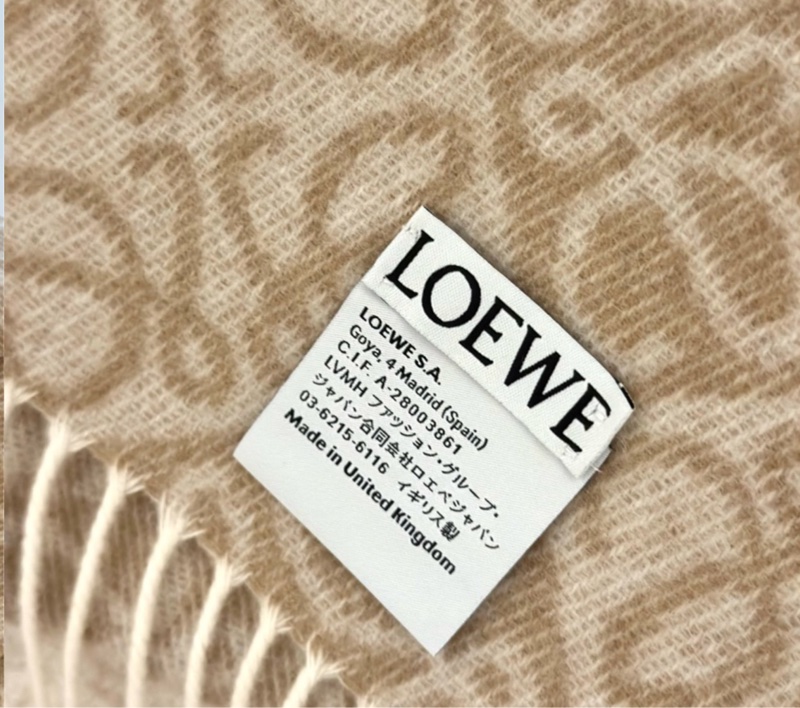 LOEWE
LOEWE S.A.
Goya, 4 Madrid (Spain)
C.I.F. A-28003861
LVMH ファッション・グループ・
ジャパン合同会社ロエベジャパン
03-6215-6116 イギリス製
Made in United Kingdom